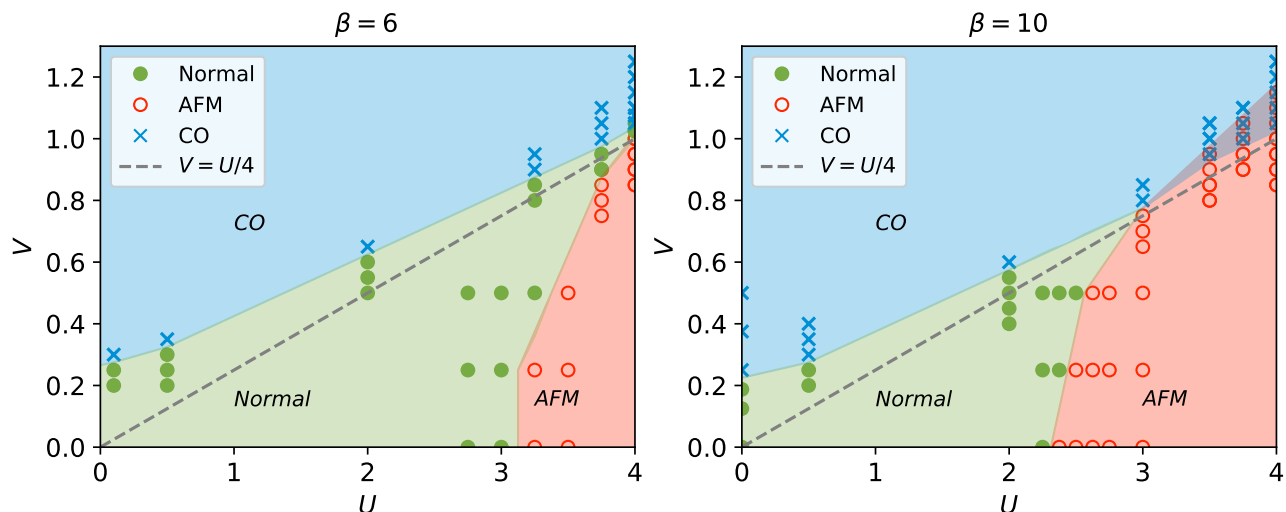 β = 6
V
1.2
1.0
0.8
0.6
0.4
0.2
0.0
Normal
AFM
CO
V = U/4
CO
Normal
AFM
0 1 2 3 4
U
β = 10
V
1.2
1.0
0.8
0.6
0.4
0.2
0.0
Normal
AFM
CO
V = U/4
CO
Normal
AFM
0 1 2 3 4
U